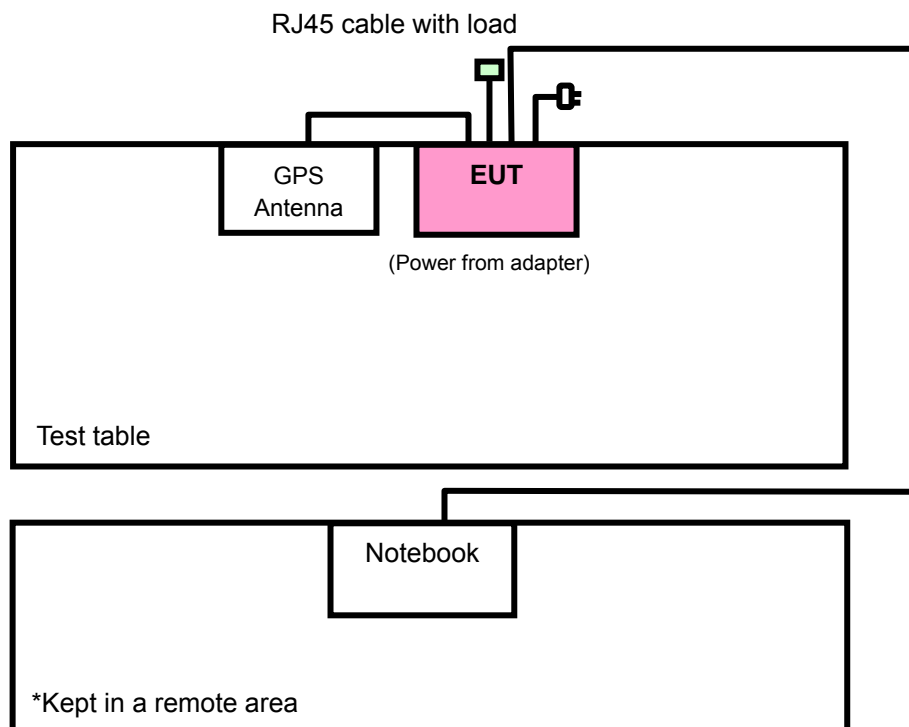 RJ45 cable with load
GPS
Antenna
EUT
(Power from adapter)
Test table
Notebook
*Kept in a remote area